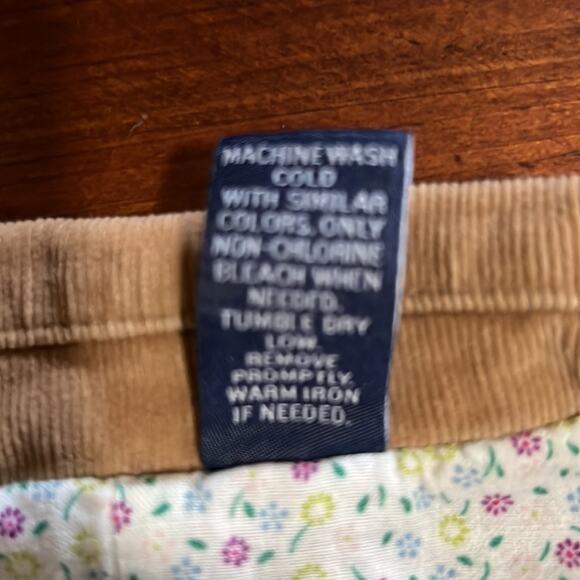 MACHINE WASH
COLD
WITH SIMILAR
COLORS. ONLY
NON-CHLORINE
BLEACH WHEN
NEEDED.
TUMBLE DRY
LOW.
REMOVE
PROMPTLY.
WARM IRON
IF NEEDED.